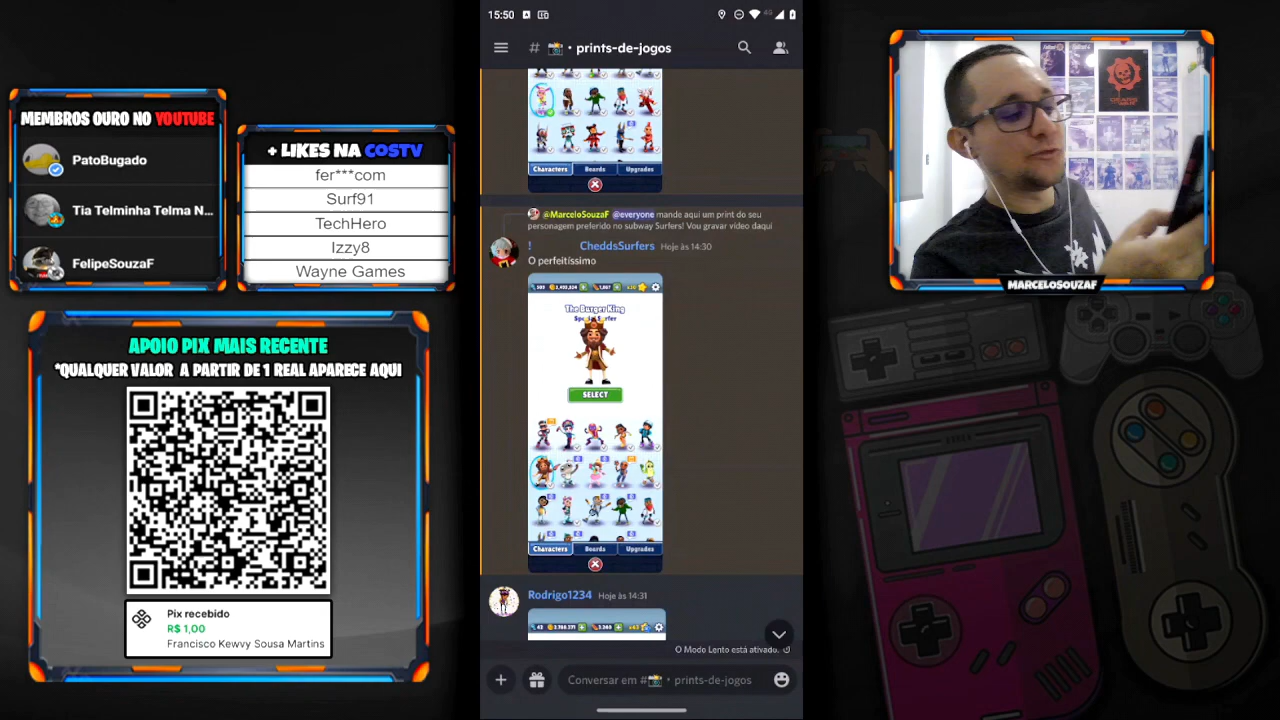 MEMBROS OURO NO YOUTUBE
PatoBugado
Tia Telminha Telma N...
FelipeSouzaF
+ LIKES NA COSTV
fer***com
Surf91
TechHero
Izzy8
Wayne Games
APOIO PIX MAIS RECENTE
*QUALQUER VALOR A PARTIR DE 1 REAL APARECE AQUI
Pix recebido
R$ 1,00
Francisco Kewvy Sousa Martins
15:50
4G
# • prints-de-jogos
Characters Boards Upgrades
@MarceloSouzaF @everyone mande aqui um print do seu
personagem preferido no subway Surfers! Vou gravar vídeo daqui
! CheddsSurfers Hoje às 14:30
O perfeitíssimo
The Burger King
SELECT
Characters Boards Upgrades
Rodrigo1234 Hoje às 14:31
O Modo Lento está ativado.
Conversar em # • prints-de-jogos
MARCELOSOUZAF